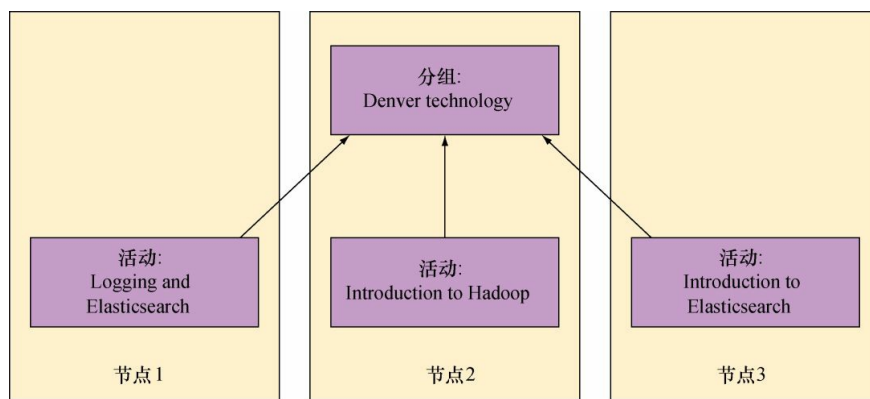 分组:
Denver technology
活动:
Logging and
Elasticsearch
活动:
Introduction to Hadoop
活动:
Introduction to
Elasticsearch
节点1
节点2
节点3